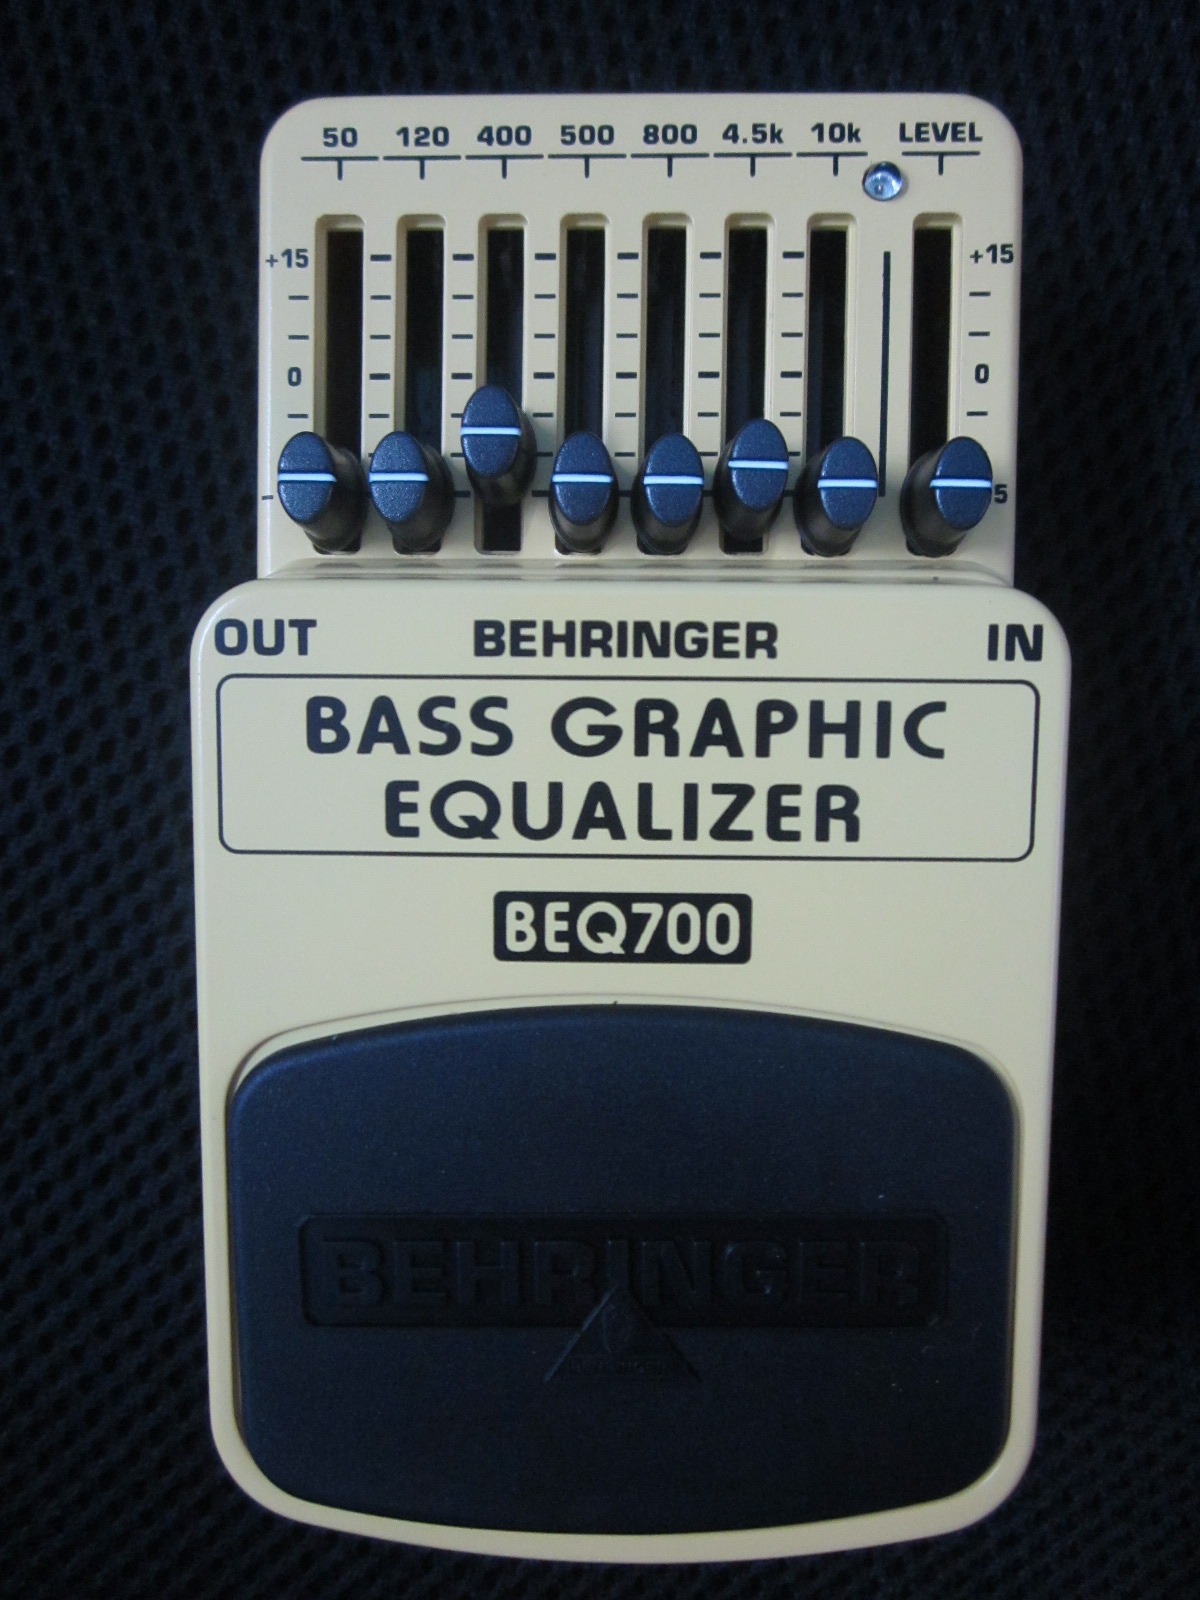 50 120 400 500 800 4.5k 10k LEVEL
+15 +15
0 0
- 5
OUT BEHRINGER IN
BASS GRAPHIC
EQUALIZER
BEQ700
BEHRINGER